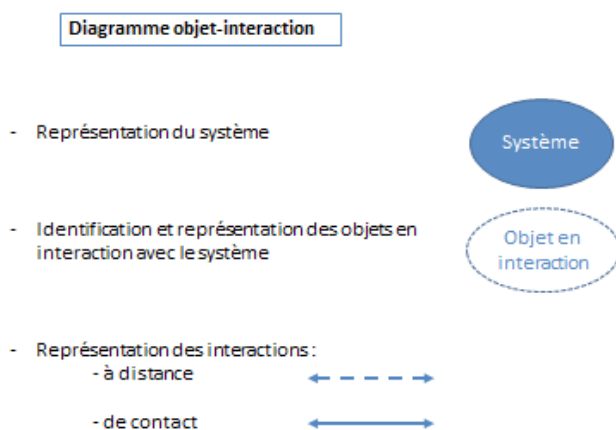 Diagramme objet-interaction
- Représentation du système
Système
- Identification et représentation des objets en
interaction avec le système
Objet en
interaction
- Représentation des interactions :
- à distance
- de contact